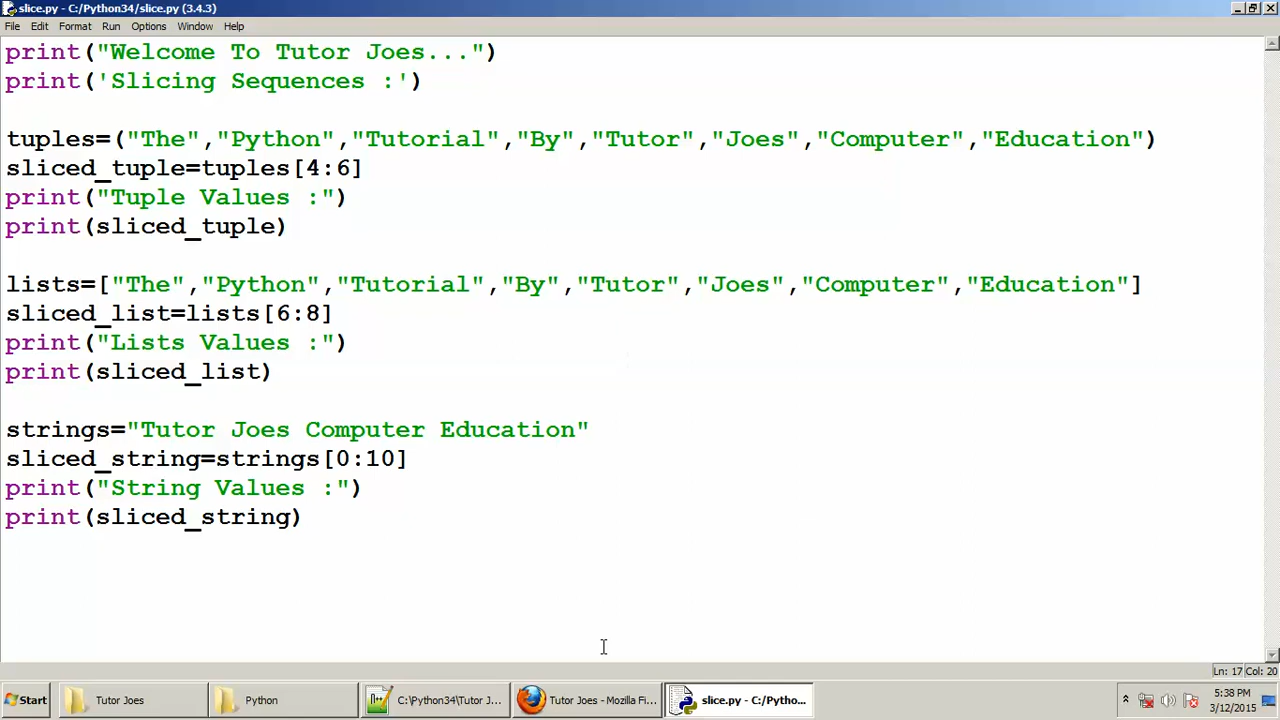 slice.py - C:/Python34/slice.py (3.4.3)
File Edit Format Run Options Window Help
print("Welcome To Tutor Joes...")
print('Slicing Sequences :')
tuples=("The","Python","Tutorial","By","Tutor","Joes","Computer","Education")
sliced_tuple=tuples[4:6]
print("Tuple Values :")
print(sliced_tuple)
lists=["The","Python","Tutorial","By","Tutor","Joes","Computer","Education"]
sliced_list=lists[6:8]
print("Lists Values :")
print(sliced_list)
strings="Tutor Joes Computer Education"
sliced_string=strings[0:10]
print("String Values :")
print(sliced_string)
Ln: 17 Col: 20
Start Tutor Joes Python C:\Python34\Tutor J... Tutor Joes - Mozilla Fi... slice.py - C:/Pytho... 5:38 PM
3/12/2015